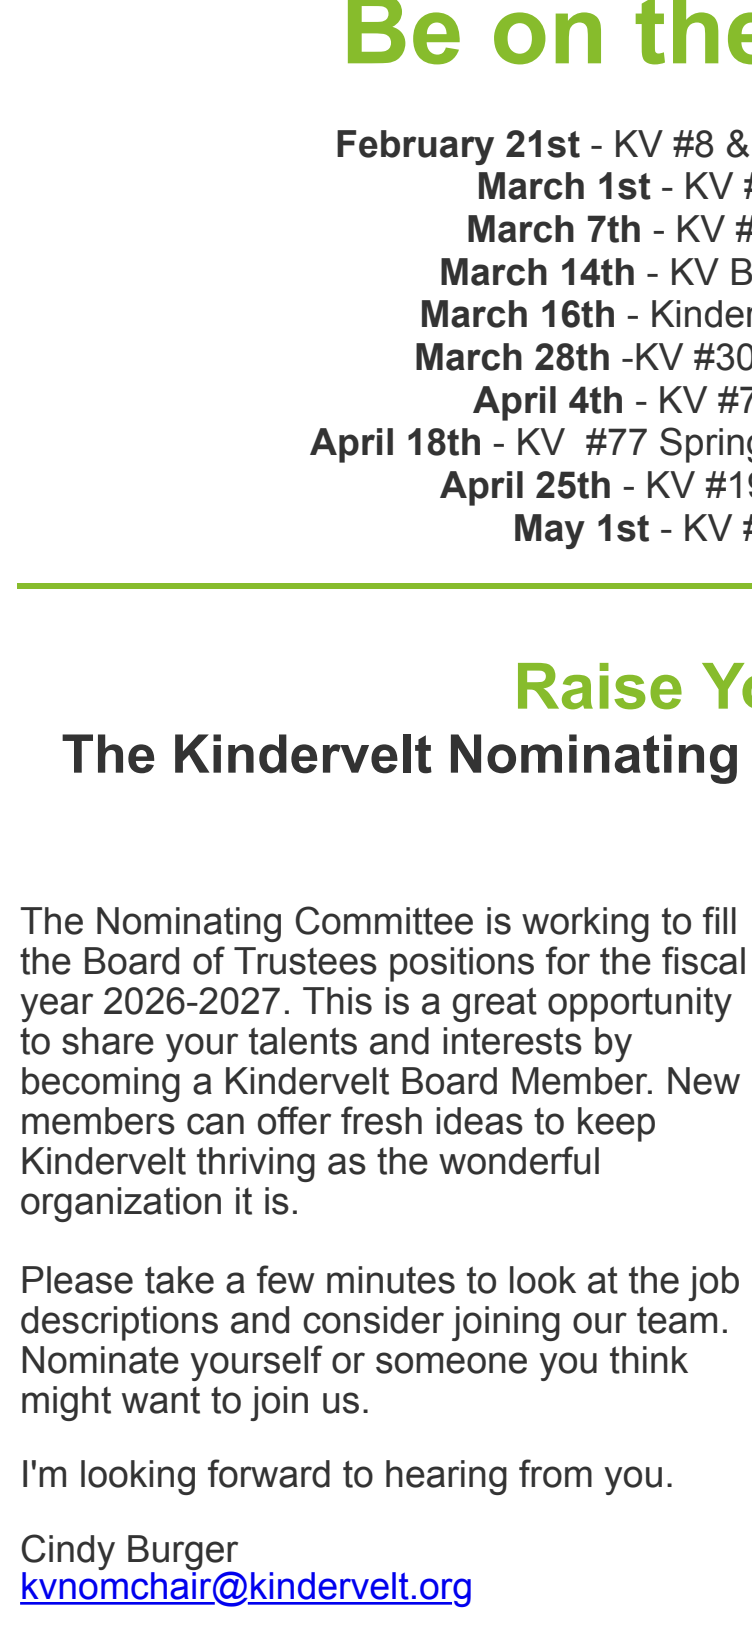 Be on the
February 21st - KV #8 &
March 1st - KV #
March 7th - KV #
March 14th - KV B
March 16th - Kinder
March 28th -KV #30
April 4th - KV #7
April 18th - KV  #77 Spring
April 25th - KV #19
May 1st - KV #
Raise Yo
The Kindervelt Nominating
The Nominating Committee is working to fill
the Board of Trustees positions for the fiscal
year 2026-2027. This is a great opportunity
to share your talents and interests by
becoming a Kindervelt Board Member. New
members can offer fresh ideas to keep
Kindervelt thriving as the wonderful
organization it is.
Please take a few minutes to look at the job
descriptions and consider joining our team.
Nominate yourself or someone you think
might want to join us.
I'm looking forward to hearing from you.
Cindy Burger
kvnomchair@kindervelt.org